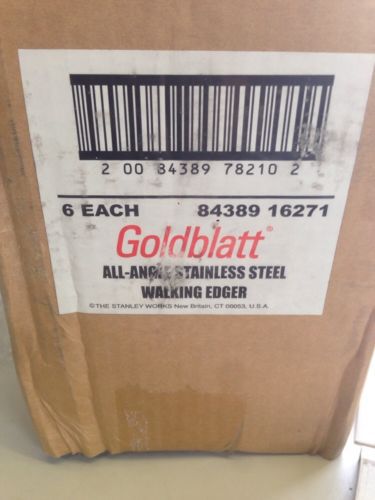 2 00 84389 78210 2
6 EACH 84389 16271
Goldblatt®
ALL-ANGLE STAINLESS STEEL
WALKING EDGER
©THE STANLEY WORKS New Britain, CT 06053, U.S.A.